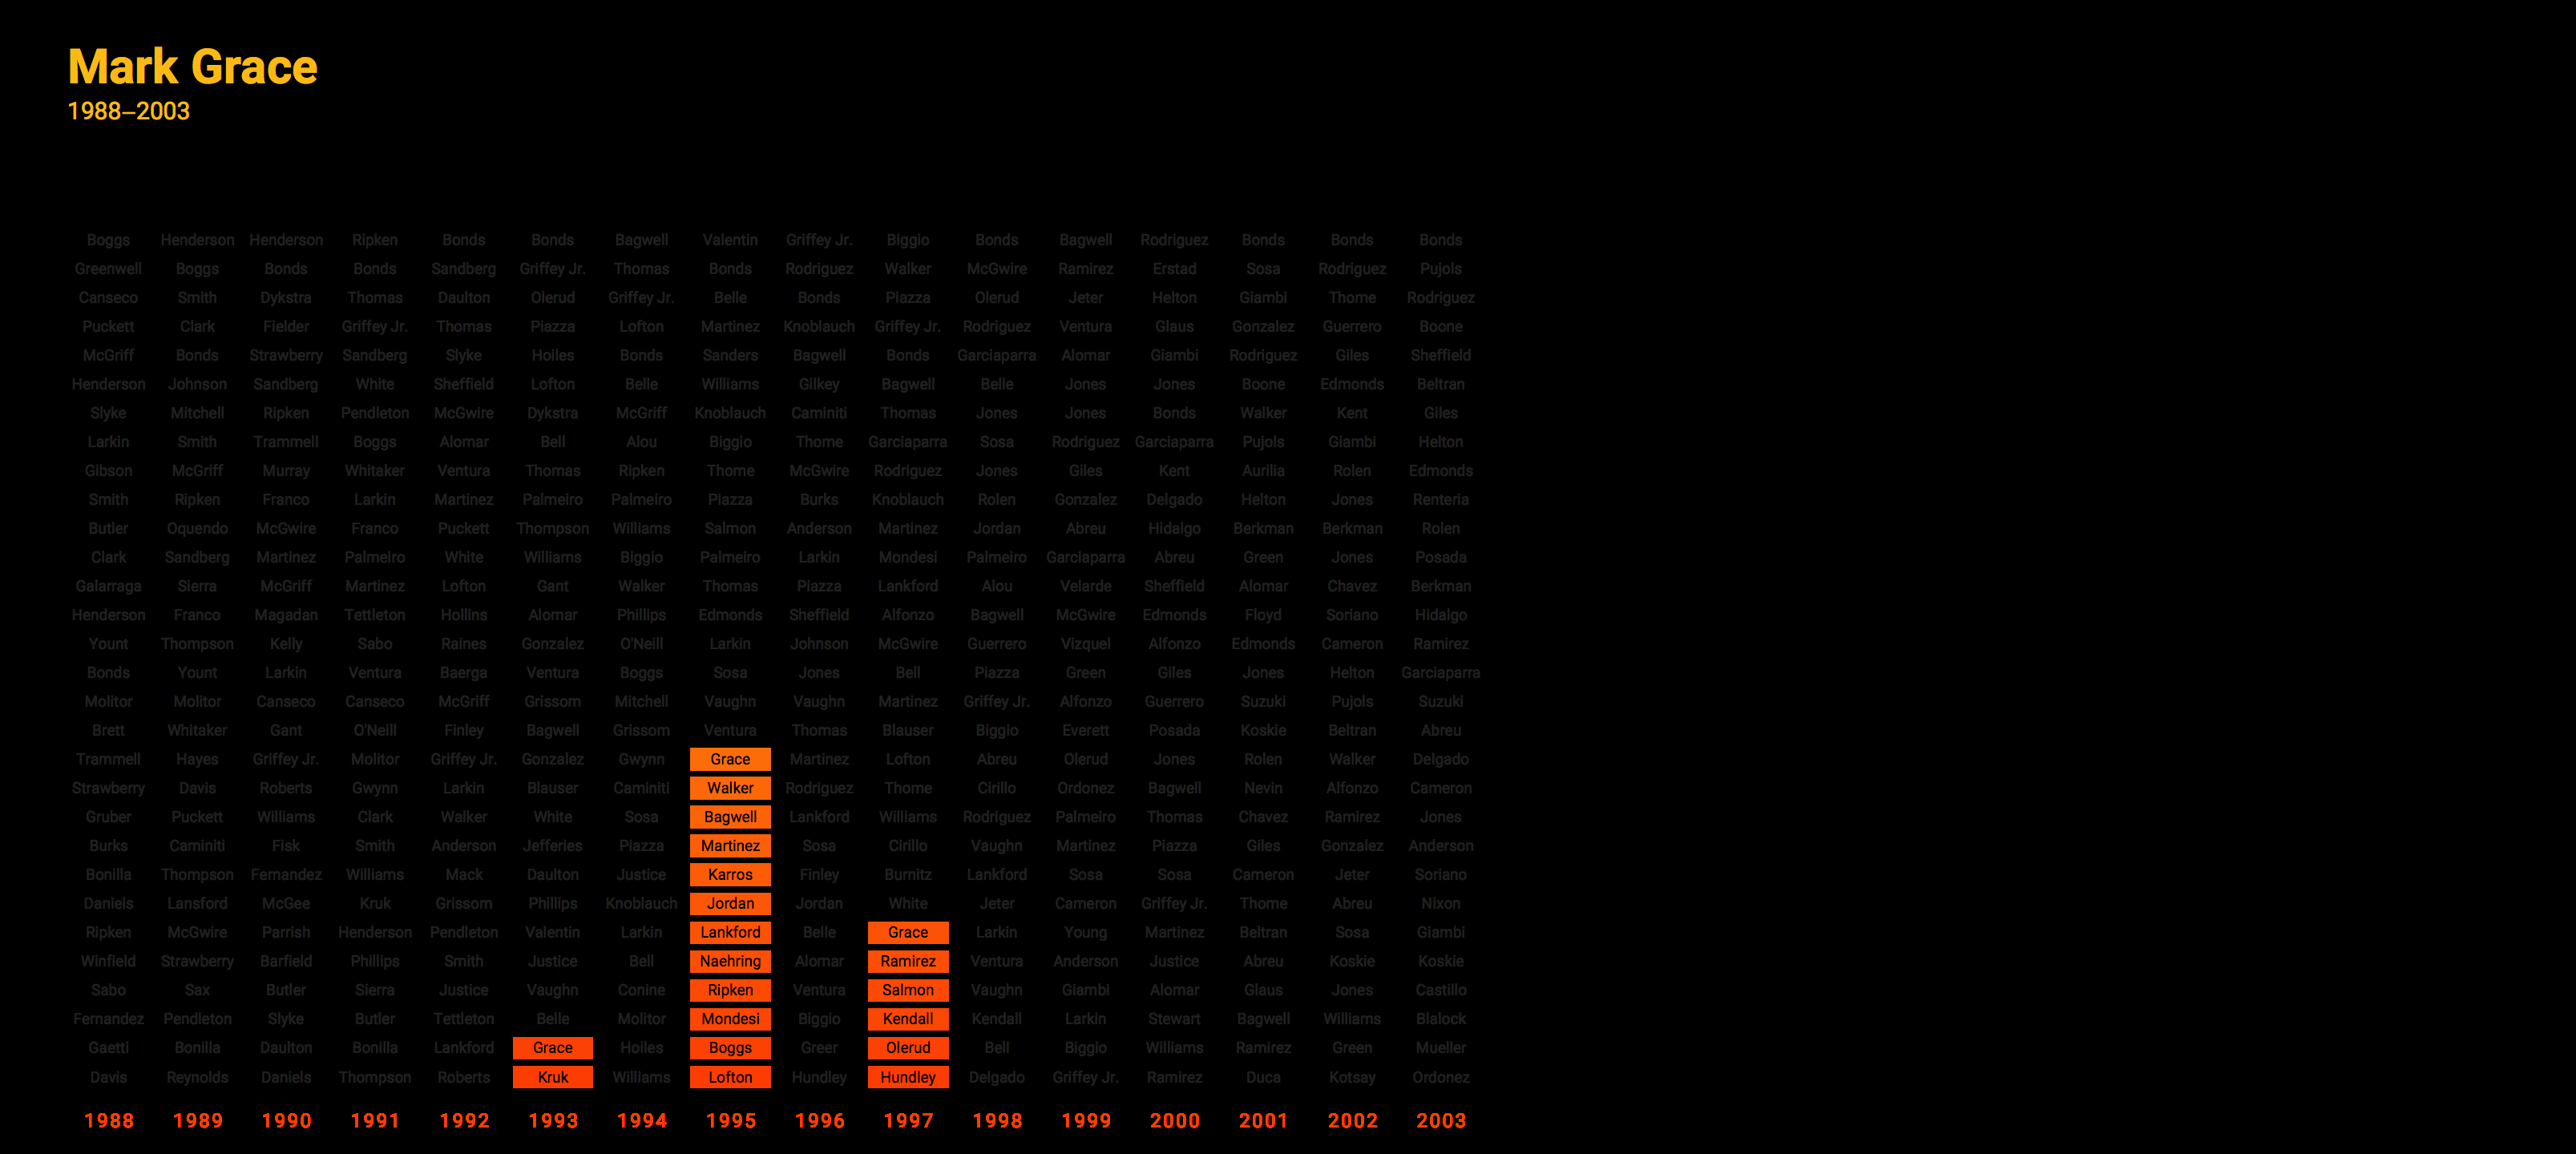 Mark Grace
1988–2003
Boggs Henderson Henderson Ripken Bonds Bonds Bagwell Valentin Griffey Jr. Biggio Bonds Bagwell Rodriguez Bonds Bonds Bonds
Greenwell Boggs Bonds Bonds Sandberg Griffey Jr. Thomas Bonds Rodriguez Walker McGwire Ramirez Erstad Sosa Rodriguez Pujols
Canseco Smith Dykstra Thomas Daulton Olerud Griffey Jr. Belle Bonds Piazza Olerud Jeter Helton Giambi Thome Rodriguez
Puckett Clark Fielder Griffey Jr. Thomas Piazza Lofton Martinez Knoblauch Griffey Jr. Rodriguez Ventura Glaus Gonzalez Guerrero Boone
McGriff Bonds Strawberry Sandberg Slyke Hoiles Bonds Sanders Bagwell Bonds Garciaparra Alomar Giambi Rodriguez Giles Sheffield
Henderson Johnson Sandberg White Sheffield Lofton Belle Williams Gilkey Bagwell Belle Jones Jones Boone Edmonds Beltran
Slyke Mitchell Ripken Pendleton McGwire Dykstra McGriff Knoblauch Caminiti Thomas Jones Jones Bonds Walker Kent Giles
Larkin Smith Trammell Boggs Alomar Bell Alou Biggio Thome Garciaparra Sosa Rodriguez Garciaparra Pujols Giambi Helton
Gibson McGriff Murray Whitaker Ventura Thomas Ripken Thome McGwire Rodriguez Jones Giles Kent Aurilia Rolen Edmonds
Smith Ripken Franco Larkin Martinez Palmeiro Palmeiro Piazza Burks Knoblauch Rolen Gonzalez Delgado Helton Jones Renteria
Butler Oquendo McGwire Franco Puckett Thompson Williams Salmon Anderson Martinez Jordan Abreu Hidalgo Berkman Berkman Rolen
Clark Sandberg Martinez Palmeiro White Williams Biggio Palmeiro Larkin Mondesi Palmeiro Garciaparra Abreu Green Jones Posada
Galarraga Sierra McGriff Martinez Lofton Gant Walker Thomas Piazza Lankford Alou Velarde Sheffield Alomar Chavez Berkman
Henderson Franco Magadan Tettleton Hollins Alomar Phillips Edmonds Sheffield Alfonzo Bagwell McGwire Edmonds Floyd Soriano Hidalgo
Yount Thompson Kelly Sabo Raines Gonzalez O'Neill Larkin Johnson McGwire Guerrero Vizquel Alfonzo Edmonds Cameron Ramirez
Bonds Yount Larkin Ventura Baerga Ventura Boggs Sosa Jones Bell Piazza Green Giles Jones Helton Garciaparra
Molitor Molitor Canseco Canseco McGriff Grissom Mitchell Vaughn Vaughn Martinez Griffey Jr. Alfonzo Guerrero Suzuki Pujols Suzuki
Brett Whitaker Gant O'Neill Finley Bagwell Grissom Ventura Thomas Blauser Biggio Everett Posada Koskie Beltran Abreu
Trammell Hayes Griffey Jr. Molitor Griffey Jr. Gonzalez Gwynn Grace Martinez Lofton Abreu Olerud Jones Rolen Walker Delgado
Strawberry Davis Roberts Gwynn Larkin Blauser Caminiti Walker Rodriguez Thome Cirillo Ordonez Bagwell Nevin Alfonzo Cameron
Gruber Puckett Williams Clark Walker White Sosa Bagwell Lankford Williams Rodriguez Palmeiro Thomas Chavez Ramirez Jones
Burks Caminiti Fisk Smith Anderson Jefferies Piazza Martinez Sosa Cirillo Vaughn Martinez Piazza Giles Gonzalez Anderson
Bonilla Thompson Fernandez Williams Mack Daulton Justice Karros Finley Burnitz Lankford Sosa Sosa Cameron Jeter Soriano
Daniels Lansford McGee Kruk Grissom Phillips Knoblauch Jordan Jordan White Jeter Cameron Griffey Jr. Thome Abreu Nixon
Ripken McGwire Parrish Henderson Pendleton Valentin Larkin Lankford Belle Grace Larkin Young Martinez Beltran Sosa Giambi
Winfield Strawberry Barfield Phillips Smith Justice Bell Naehring Alomar Ramirez Ventura Anderson Justice Abreu Koskie Koskie
Sabo Sax Butler Sierra Justice Vaughn Conine Ripken Ventura Salmon Vaughn Giambi Alomar Glaus Jones Castillo
Fernandez Pendleton Slyke Butler Tettleton Belle Molitor Mondesi Biggio Kendall Kendall Larkin Stewart Bagwell Williams Blalock
Gaetti Bonilla Daulton Bonilla Lankford Grace Hoiles Boggs Greer Olerud Bell Biggio Williams Ramirez Green Mueller
Davis Reynolds Daniels Thompson Roberts Kruk Williams Lofton Hundley Hundley Delgado Griffey Jr. Ramirez Duca Kotsay Ordonez
1988 1989 1990 1991 1992 1993 1994 1995 1996 1997 1998 1999 2000 2001 2002 2003